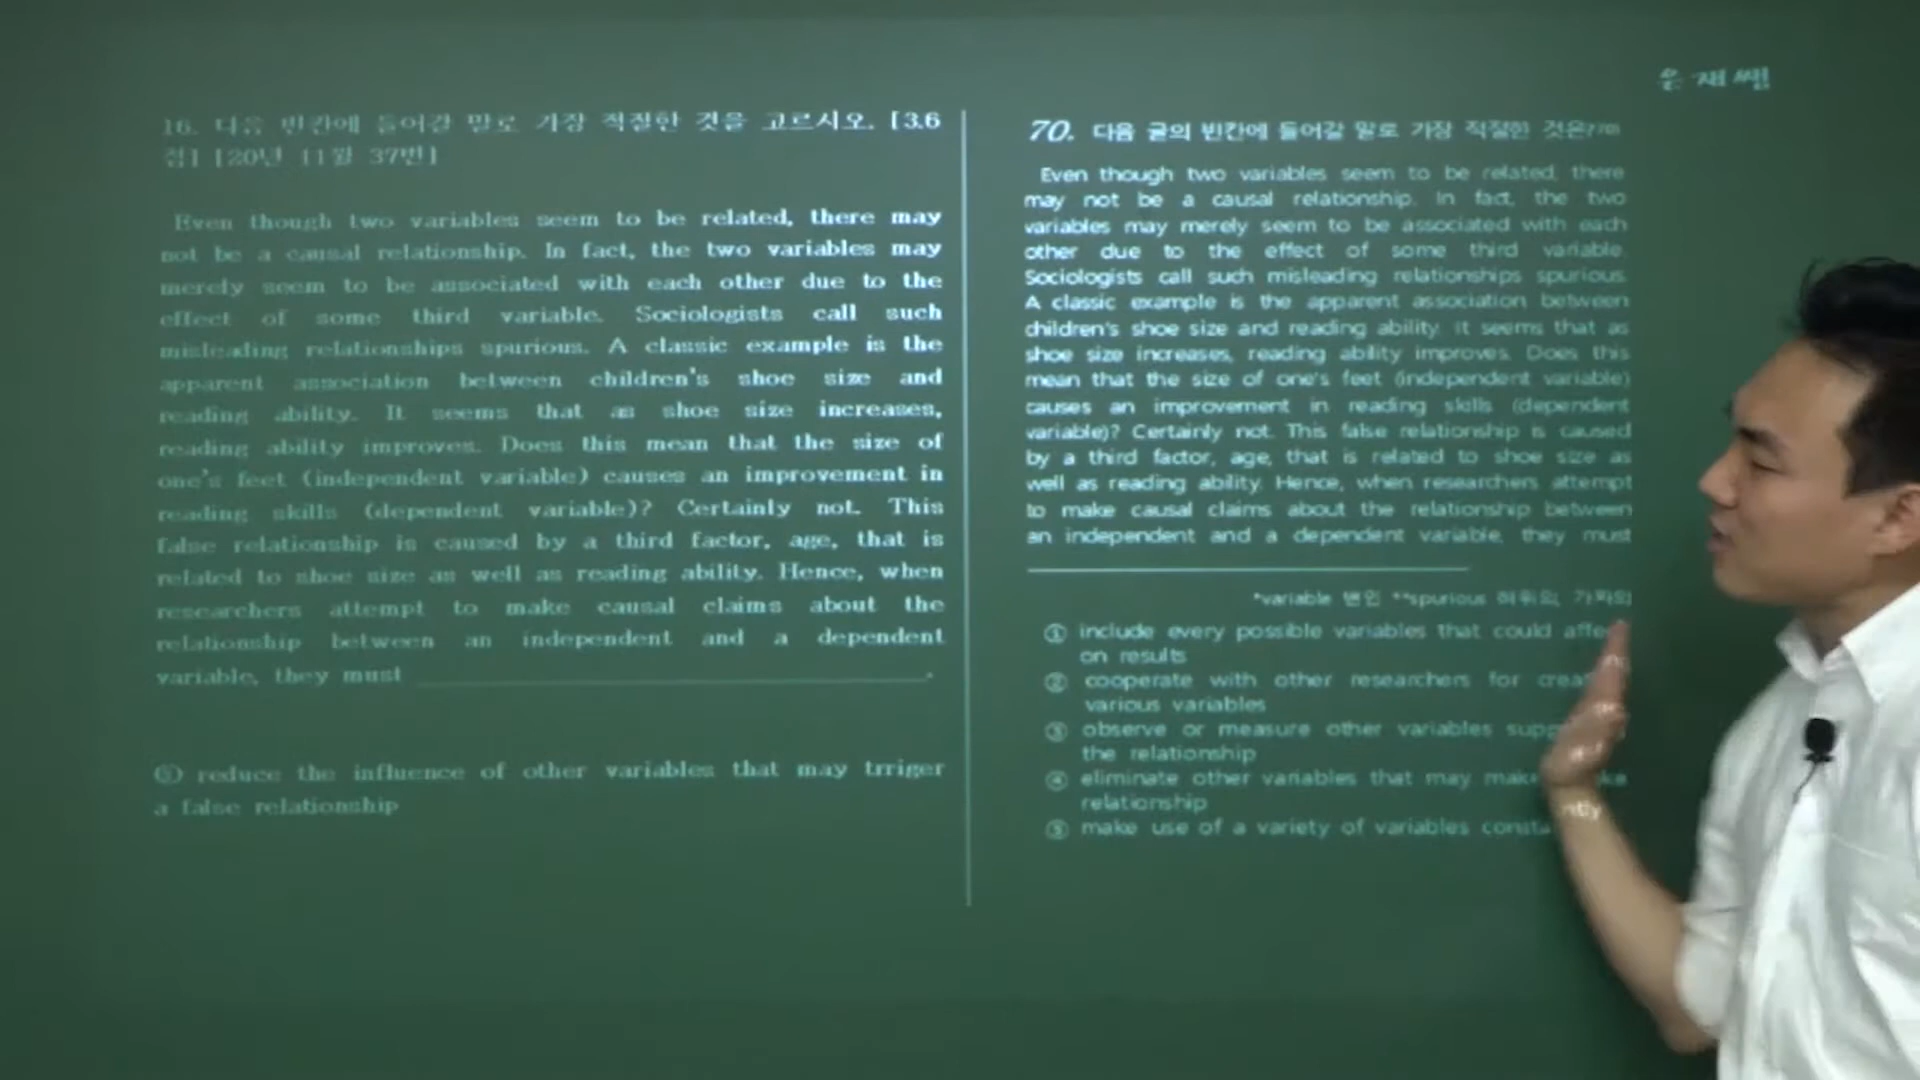 은재쌤
16. 다음 빈칸에 들어갈 말로 가장 적절한 것을 고르시오. [3.6
점] [20년 11월 37번]
Even though two variables seem to be related, there may
not be a causal relationship. In fact, the two variables may
merely seem to be associated with each other due to the
effect of some third variable. Sociologists call such
misleading relationships spurious. A classic example is the
apparent association between children's shoe size and
reading ability. It seems that as shoe size increases,
reading ability improves. Does this mean that the size of
one's feet (independent variable) causes an improvement in
reading skills (dependent variable)? Certainly not. This
false relationship is caused by a third factor, age, that is
related to shoe size as well as reading ability. Hence, when
researchers attempt to make causal claims about the
relationship between an independent and a dependent
variable, they must
reduce the influence of other variables that may trriger
a false relationship
70. 다음 글의 빈칸에 들어갈 말로 가장 적절한 것은?
Even though two variables seem to be related, there
may not be a causal relationship. In fact, the two
variables may merely seem to be associated with each
other due to the effect of some third variable.
Sociologists call such misleading relationships spurious.
A classic example is the apparent association between
children's shoe size and reading ability. It seems that as
shoe size increases, reading ability improves. Does this
mean that the size of one's feet (independent variable)
causes an improvement in reading skills (dependent
variable)? Certainly not. This false relationship is caused
by a third factor, age, that is related to shoe size as
well as reading ability. Hence, when researchers attempt
to make causal claims about the relationship between
an independent and a dependent variable, they must
*variable 변인 **spurious 허위의, 가짜의
① include every possible variables that could
on results
② cooperate with other researchers for
various variables
③ observe or measure other variables
the relationship
④ eliminate other variables that may
relationship
⑤ make use of a variety of variables